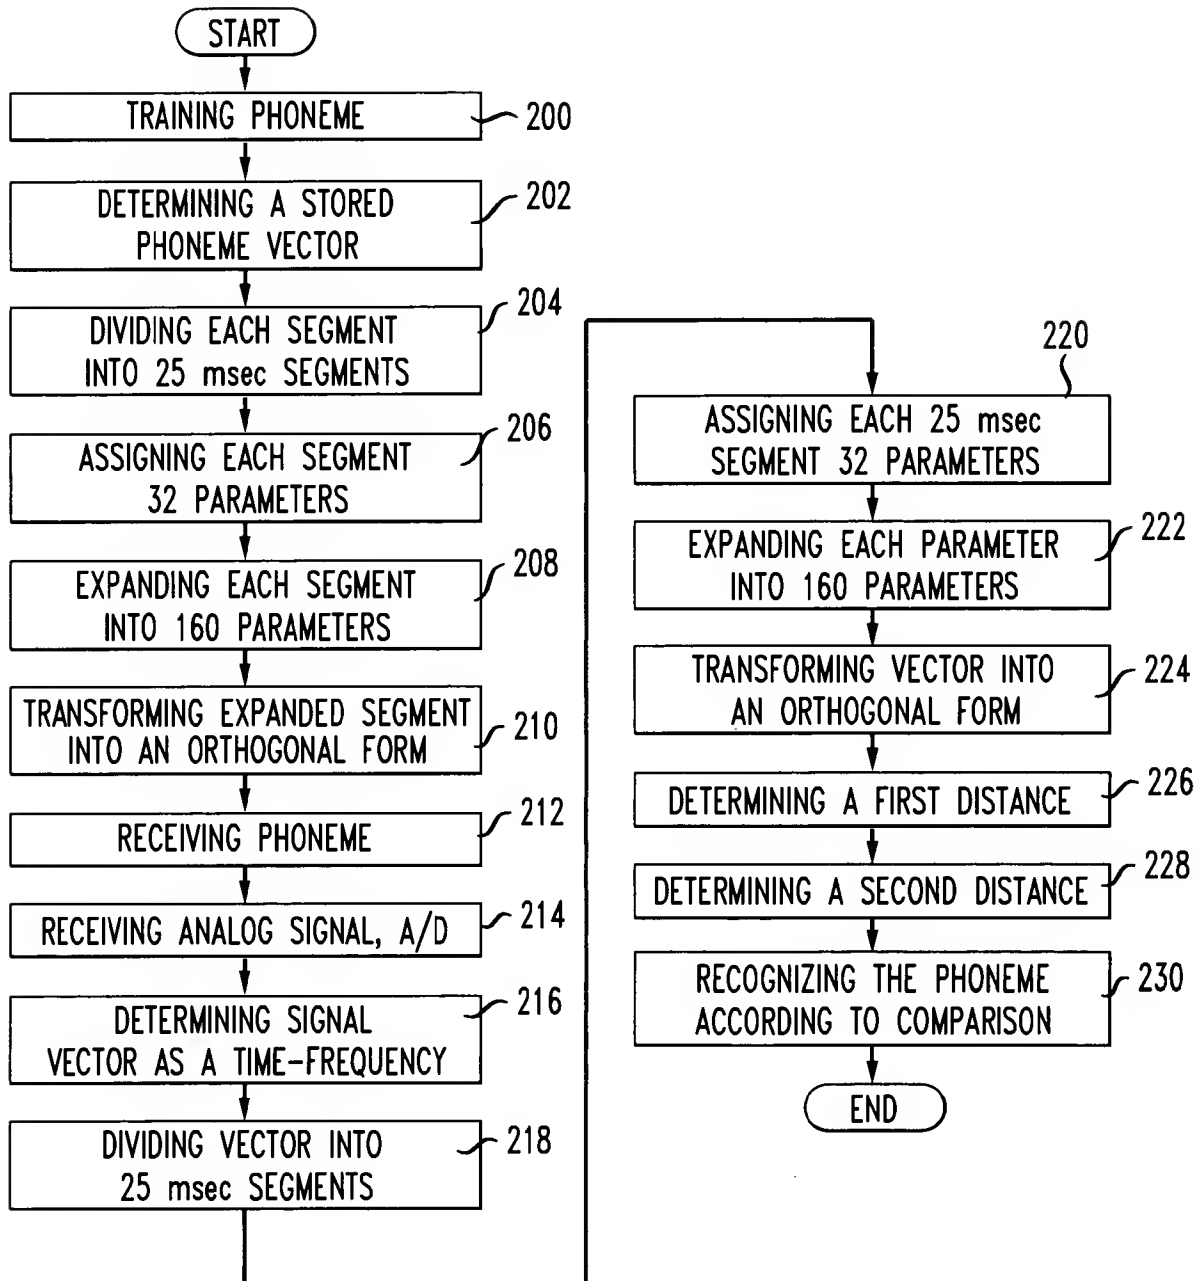 START
TRAINING PHONEME
200
DETERMINING A STORED
PHONEME VECTOR
202
DIVIDING EACH SEGMENT
INTO 25 msec SEGMENTS
204
ASSIGNING EACH SEGMENT
32 PARAMETERS
206
EXPANDING EACH SEGMENT
INTO 160 PARAMETERS
208
TRANSFORMING EXPANDED SEGMENT
INTO AN ORTHOGONAL FORM
210
RECEIVING PHONEME
212
RECEIVING ANALOG SIGNAL, A/D
214
DETERMINING SIGNAL
VECTOR AS A TIME-FREQUENCY
216
DIVIDING VECTOR INTO
25 msec SEGMENTS
218
220
ASSIGNING EACH 25 msec
SEGMENT 32 PARAMETERS
EXPANDING EACH PARAMETER
INTO 160 PARAMETERS
222
TRANSFORMING VECTOR INTO
AN ORTHOGONAL FORM
224
DETERMINING A FIRST DISTANCE
226
DETERMINING A SECOND DISTANCE
228
RECOGNIZING THE PHONEME
ACCORDING TO COMPARISON
230
END